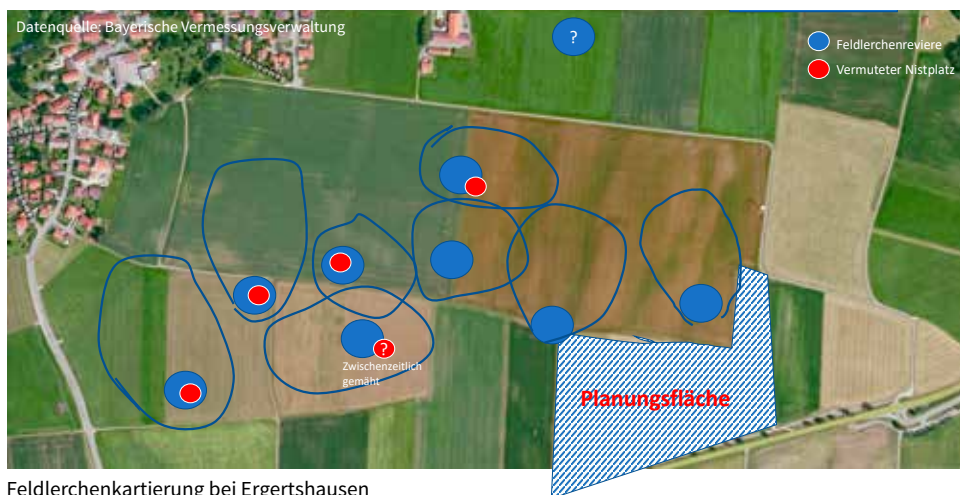 Datenquelle: Bayerische Vermessungsverwaltung
?
Feldlerchenreviere
Vermuteter Nistplatz
?
Zwischenzeitlich
gemäht
Planungsfläche
Feldlerchenkartierung bei Ergertshausen